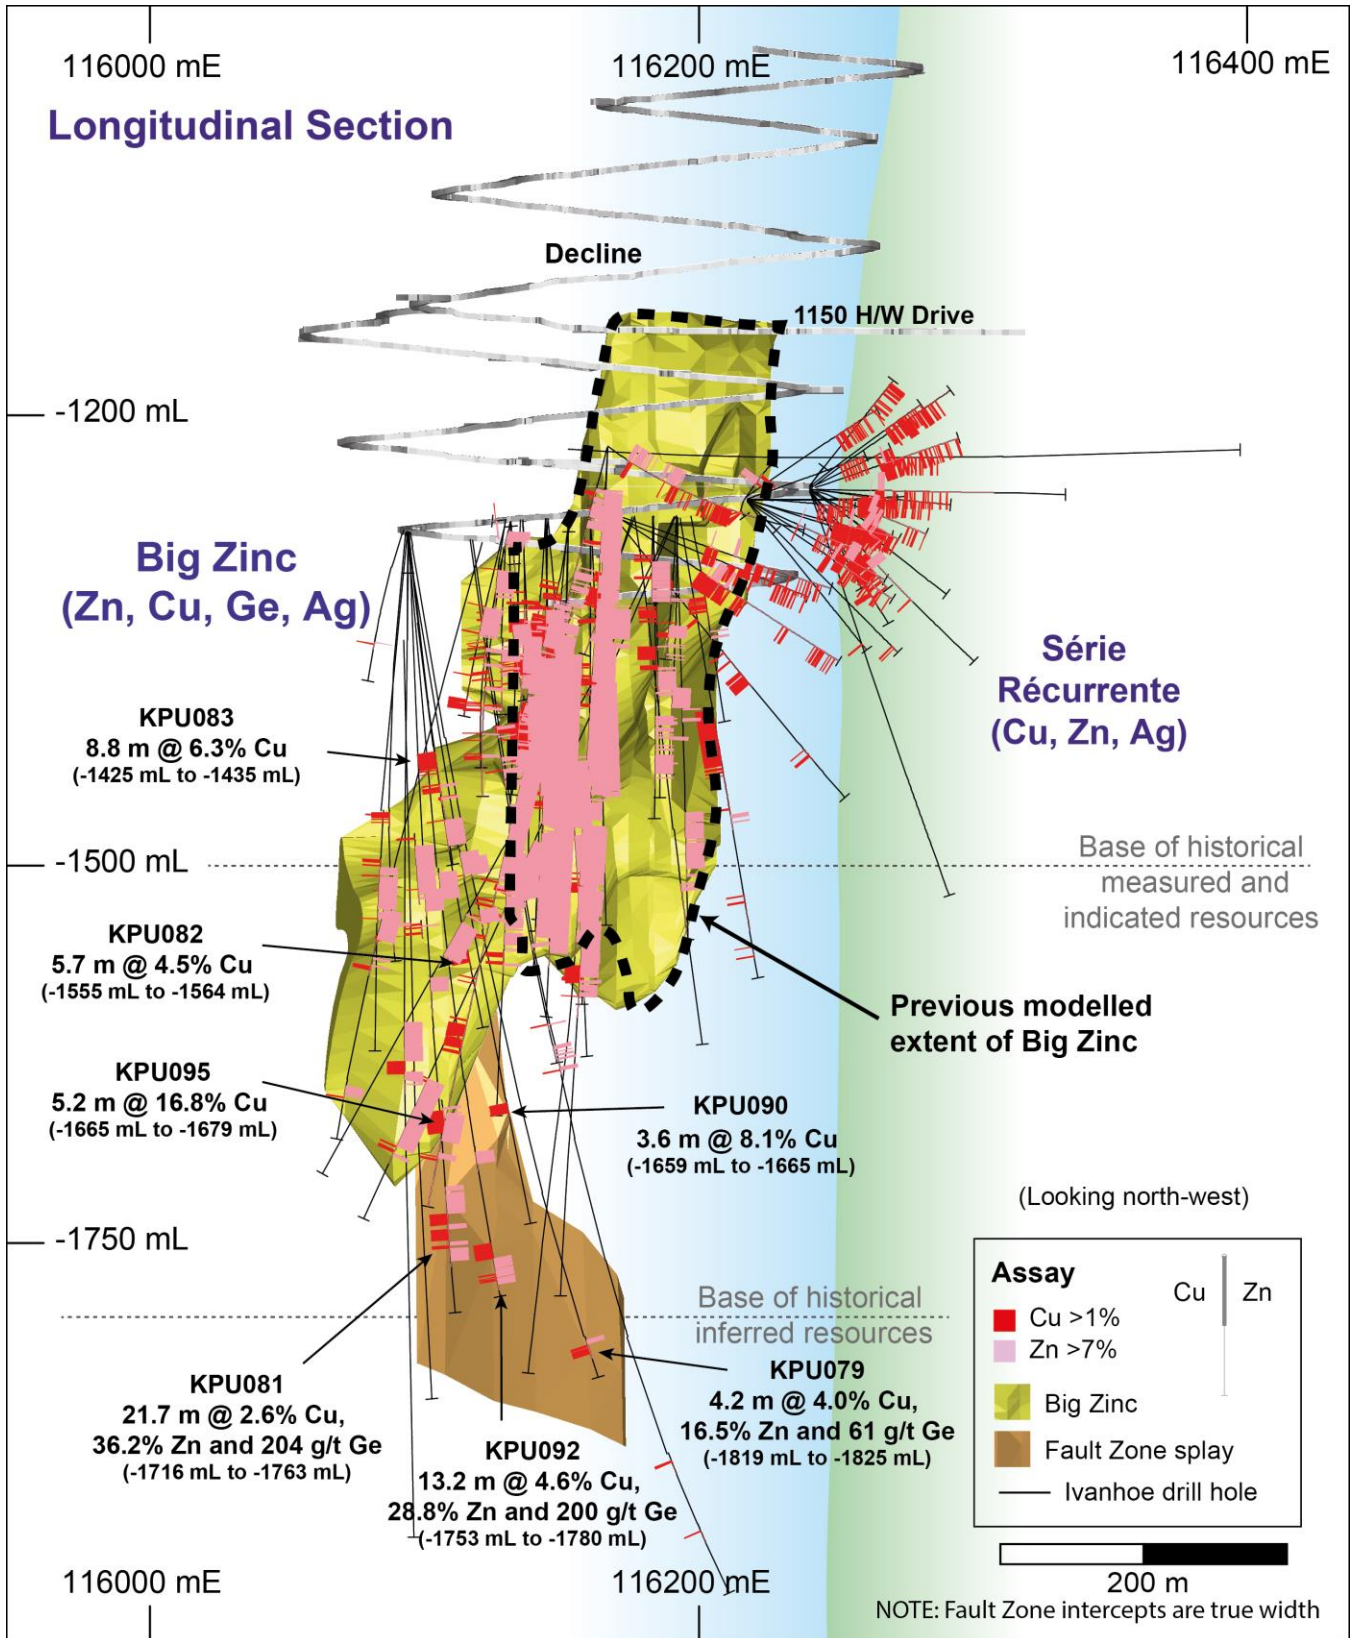 116000 mE
116200 mE
116400 mE
Longitudinal Section
Decline
1150 H/W Drive
-1200 mL
Big Zinc
(Zn, Cu, Ge, Ag)
Série
Récurrente
(Cu, Zn, Ag)
KPU083
8.8 m @ 6.3% Cu
(-1425 mL to -1435 mL)
-1500 mL
Base of historical
measured and
indicated resources
KPU082
5.7 m @ 4.5% Cu
(-1555 mL to -1564 mL)
Previous modelled
extent of Big Zinc
KPU095
5.2 m @ 16.8% Cu
(-1665 mL to -1679 mL)
KPU090
3.6 m @ 8.1% Cu
(-1659 mL to -1665 mL)
-1750 mL
Base of historical
inferred resources
KPU081
21.7 m @ 2.6% Cu,
36.2% Zn and 204 g/t Ge
(-1716 mL to -1763 mL)
KPU092
13.2 m @ 4.6% Cu,
28.8% Zn and 200 g/t Ge
(-1753 mL to -1780 mL)
KPU079
4.2 m @ 4.0% Cu,
16.5% Zn and 61 g/t Ge
(-1819 mL to -1825 mL)
(Looking north-west)
Assay
Cu >1%
Zn >7%
Cu Zn
Big Zinc
Fault Zone splay
Ivanhoe drill hole
200 m
116000 mE
116200 mE
NOTE: Fault Zone intercepts are true width